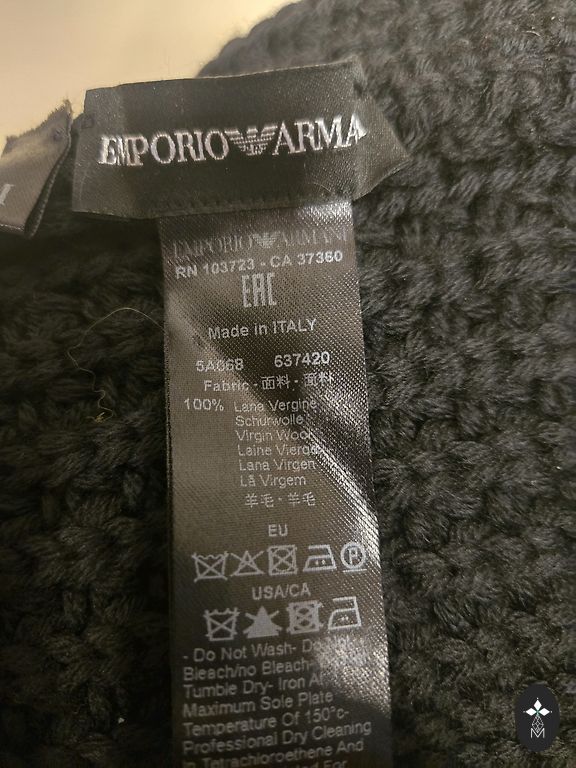 EMPORIO ARMA
EMPORIO ARMANI
RN 103723 - CA 37360
EAC
Made in ITALY
5A068 637420
Fabric - 面料 - 面料
100% Lana Vergine
Schurwolle
Virgin Wool
Laine Vierge
Lana Virgen
Lã Virgem
羊毛 - 羊毛
EU
P
USA/CA
- Do Not Wash- Do
Bleach/no Bleach-
Tumble Dry- Iron At
Maximum Sole Plate
Temperature Of 150°c-
Professional Dry Cleaning
In Tetrachloroethene And
M